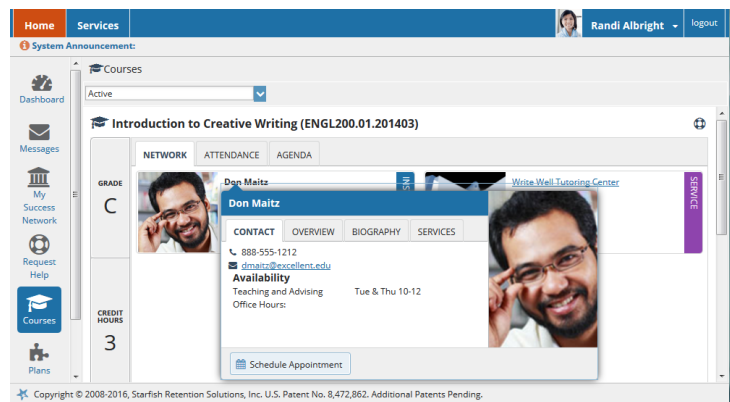 Home
Services
Randi Albright
logout
System Announcement:
Dashboard
Messages
My
Success
Network
Request
Help
Courses
Plans
Courses
Active
Introduction to Creative Writing (ENGL200.01.201403)
NETWORK
ATTENDANCE
AGENDA
GRADE
C
CREDIT
HOURS
3
Don Maitz
INS
Write Well Tutoring Center
SERVICE
Don Maitz
CONTACT
OVERVIEW
BIOGRAPHY
SERVICES
888-555-1212
dmaitz@excellent.edu
Availability
Teaching and Advising Tue & Thu 10-12
Office Hours:
Schedule Appointment
Copyright © 2008-2016, Starfish Retention Solutions, Inc. U.S. Patent No. 8,472,862. Additional Patents Pending.